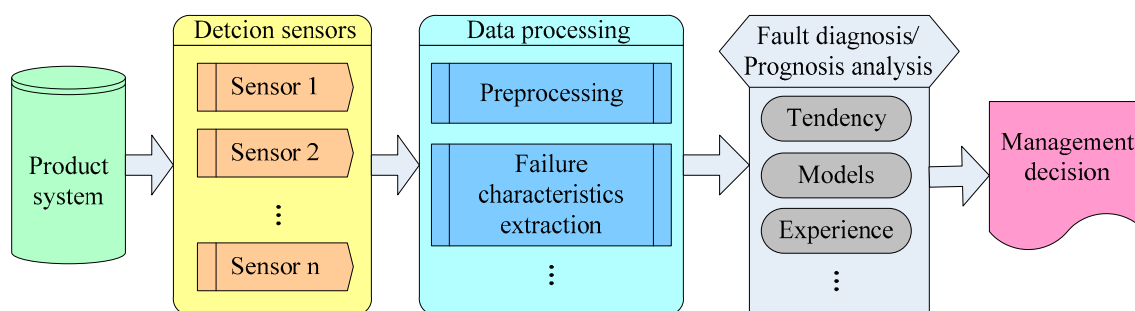 Product
system
Detcion sensors
Sensor 1
Sensor 2
⋮
Sensor n
Data processing
Preprocessing
Failure
characteristics
extraction
⋮
Fault diagnosis/
Prognosis analysis
Tendency
Models
Experience
⋮
Management
decision